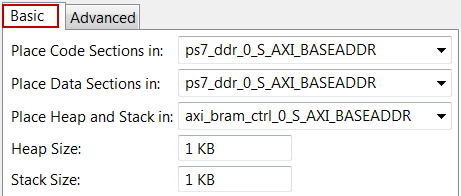 Basic Advanced
Place Code Sections in: ps7_ddr_0_S_AXI_BASEADDR
Place Data Sections in: ps7_ddr_0_S_AXI_BASEADDR
Place Heap and Stack in: axi_bram_ctrl_0_S_AXI_BASEADDR
Heap Size: 1 KB
Stack Size: 1 KB